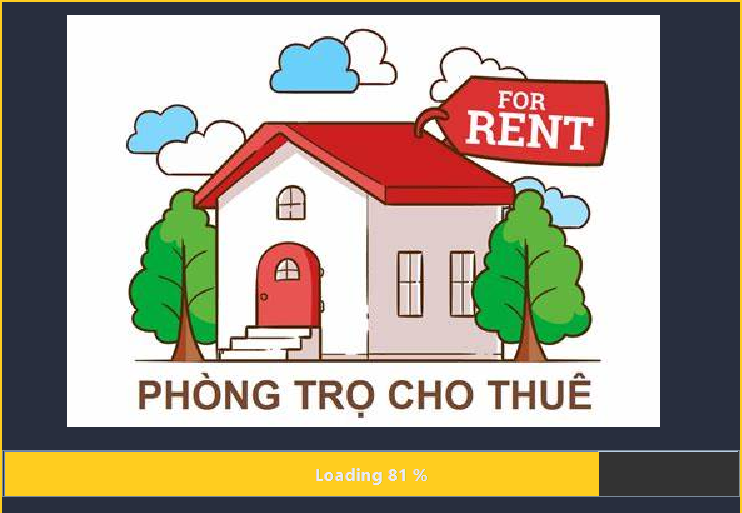 FOR
RENT
PHÒNG TRỌ CHO THUÊ
Loading 81 %